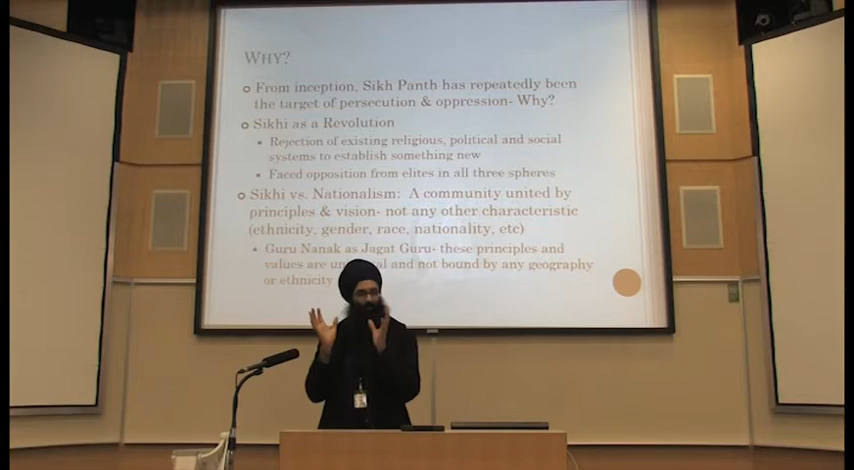 WHY?
From inception, Sikh Panth has repeatedly been
the target of persecution & oppression- Why?
Sikhi as a Revolution
Rejection of existing religious, political and social
systems to establish something new
Faced opposition from elites in all three spheres
Sikhi vs. Nationalism: A community united by
principles & vision- not any other characteristic
(ethnicity, gender, race, nationality, etc)
Guru Nanak as Jagat Guru- these principles and
values are and not bound by any geography
or ethnicity